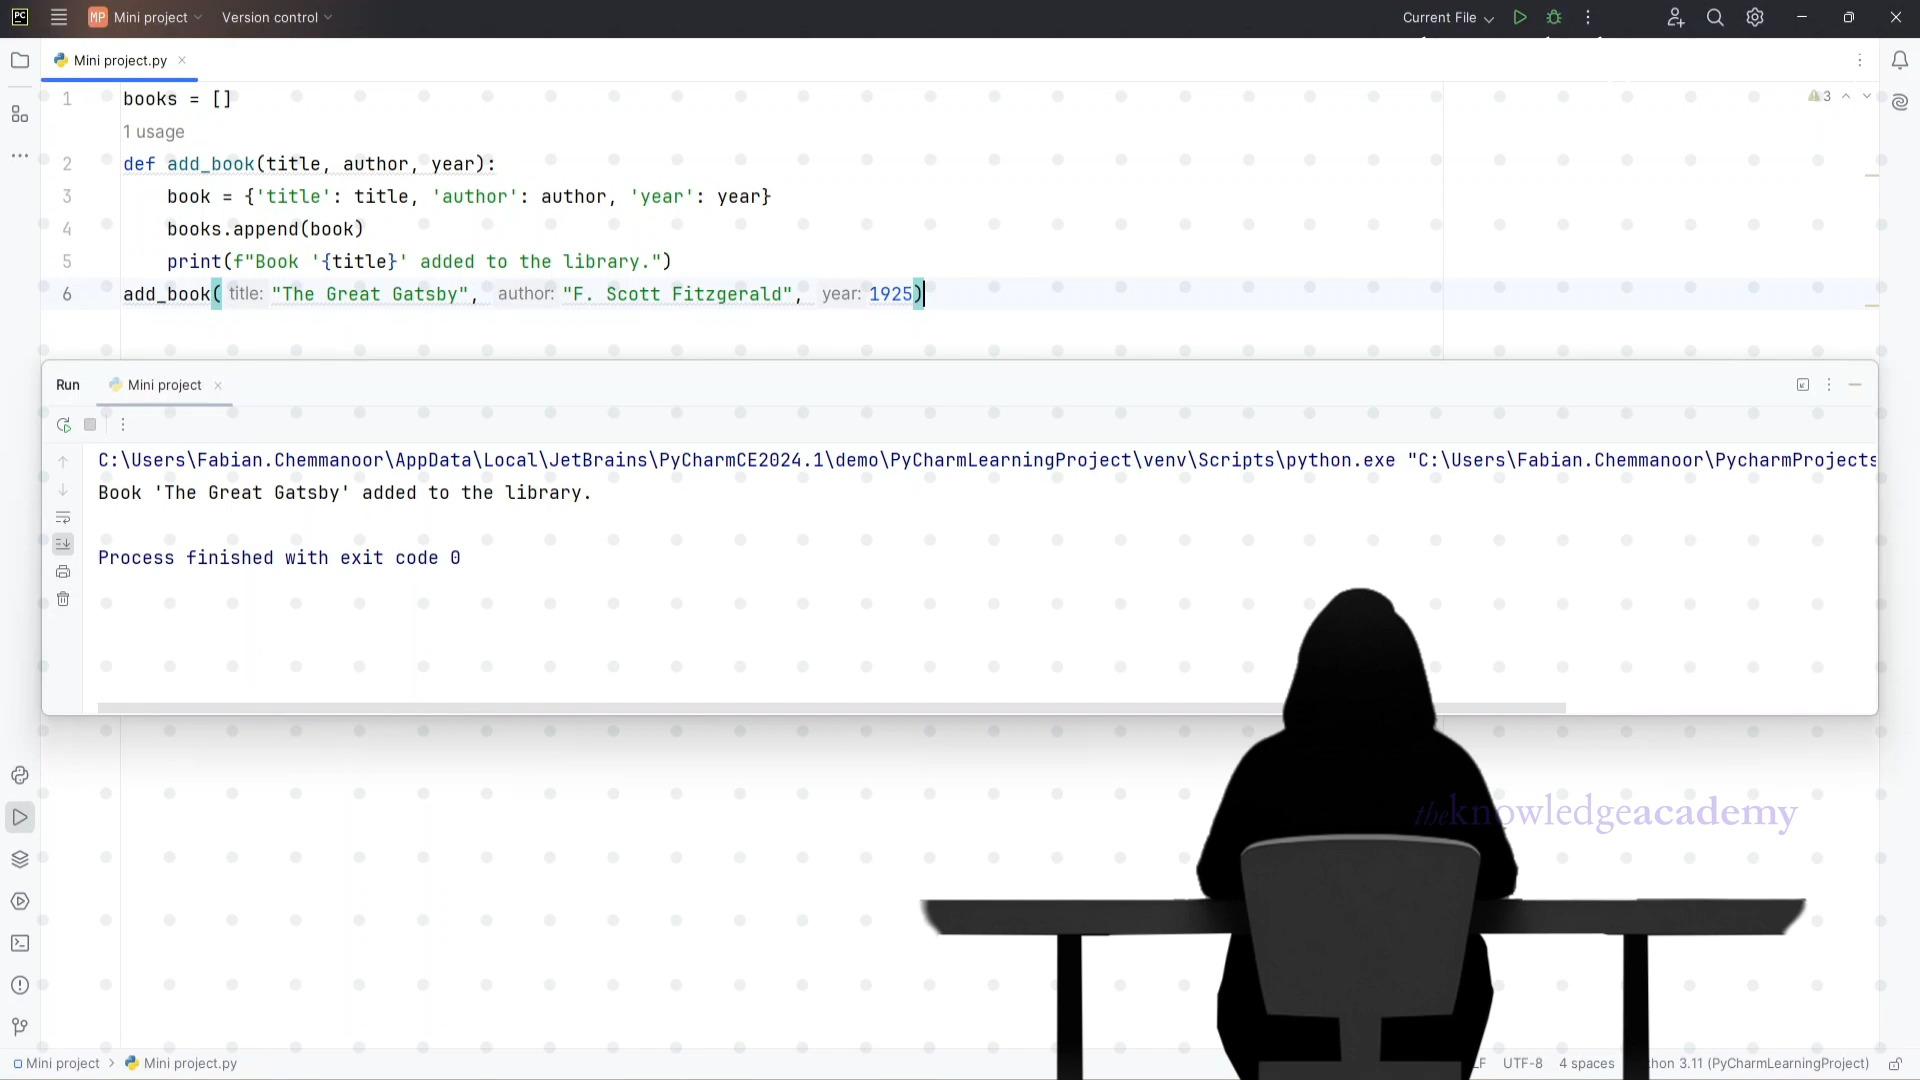 PC
MP Mini project Version control Current File
Mini project.py
1 books = [] 3
1 usage
2 def add_book(title, author, year):
3 book = {'title': title, 'author': author, 'year': year}
4 books.append(book)
5 print(f"Book '{title}' added to the library.")
6 add_book( title: "The Great Gatsby", author: "F. Scott Fitzgerald", year: 1925)
Run Mini project
C:\Users\Fabian.Chemmanoor\AppData\Local\JetBrains\PyCharmCE2024.1\demo\PyCharmLearningProject\venv\Scripts\python.exe "C:\Users\Fabian.Chemmanoor\PycharmProjects
Book 'The Great Gatsby' added to the library.
Process finished with exit code 0
theknowledgeacademy
Mini project Mini project.py LF UTF-8 4 spaces 3.11 (PyCharmLearningProject)